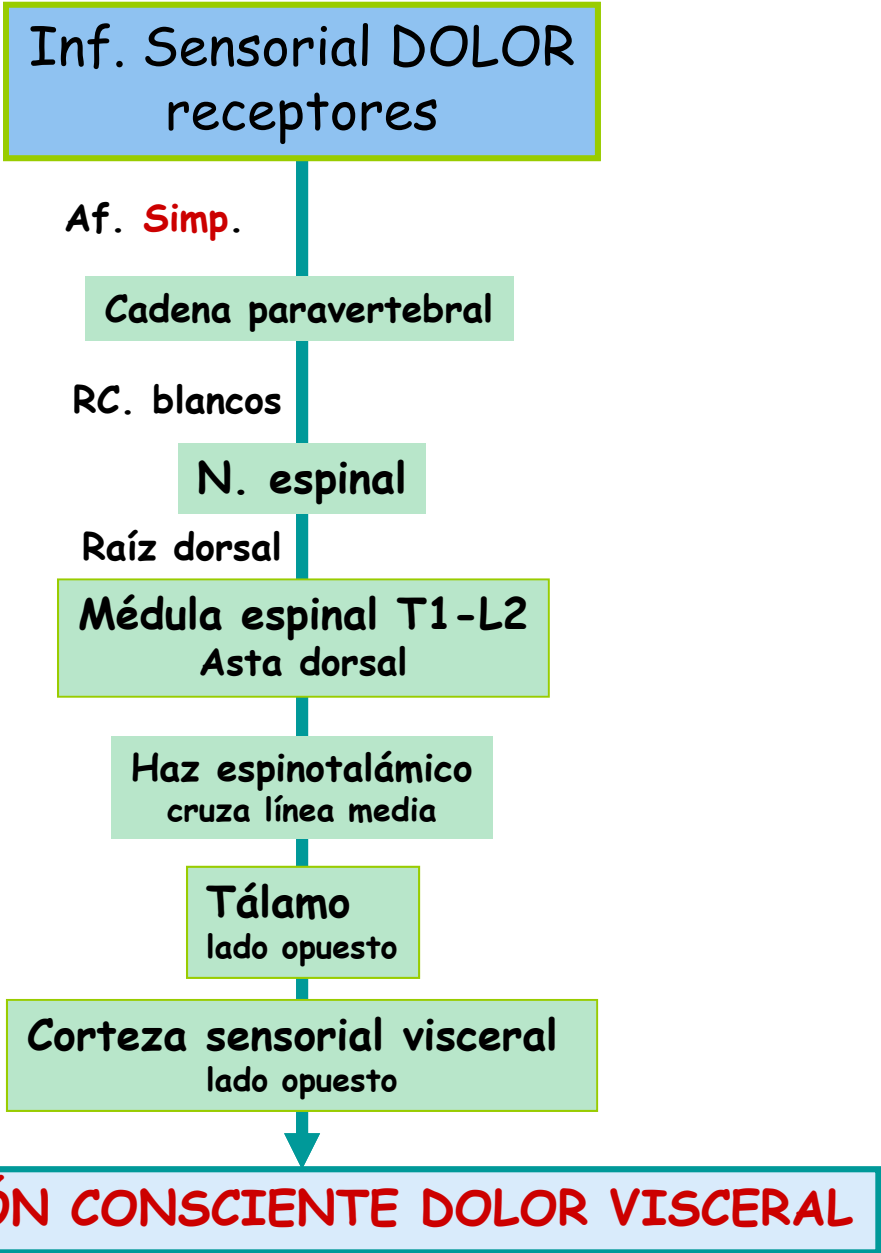 Inf. Sensorial DOLOR
receptores
Af. Simp.
Cadena paravertebral
RC. blancos
N. espinal
Raíz dorsal
Médula espinal T1-L2
Asta dorsal
Haz espinotalámico
cruza línea media
Tálamo
lado opuesto
Corteza sensorial visceral
lado opuesto
CONSCIENTE DOLOR VISCERAL